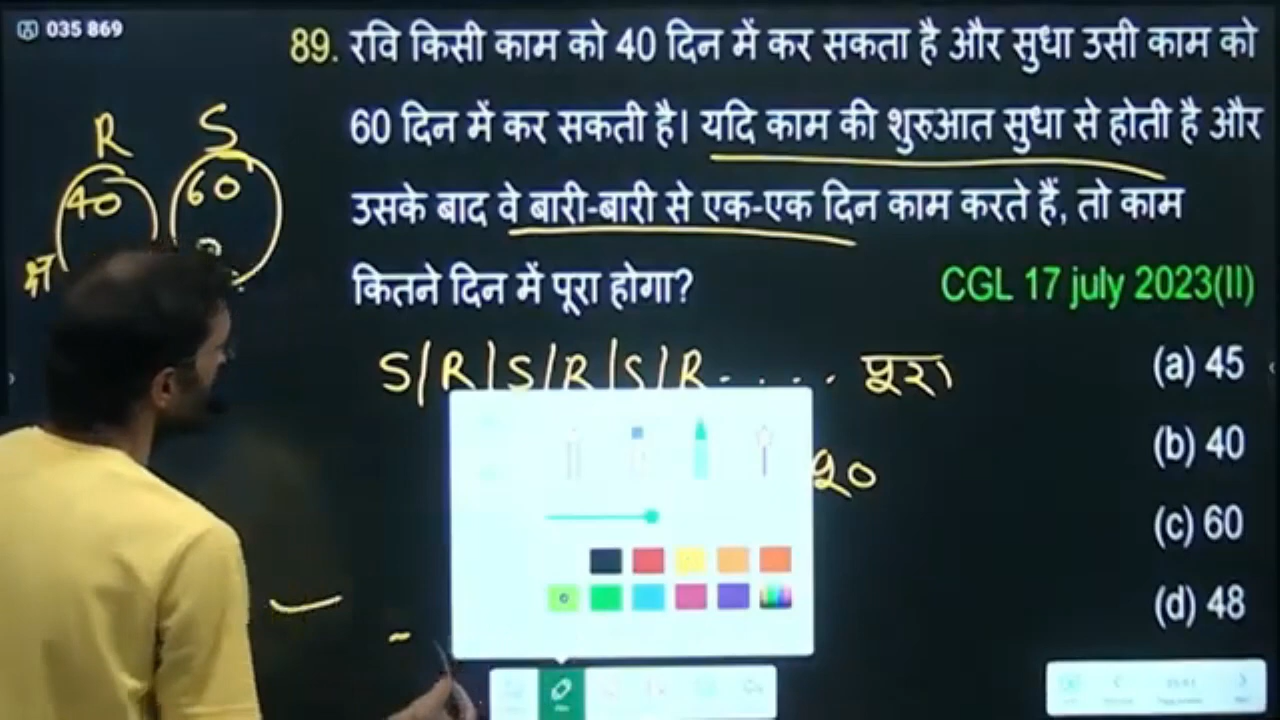 035 869
89. रवि किसी काम को 40 दिन में कर सकता है और सुधा उसी काम को
60 दिन में कर सकती है। यदि काम की शुरुआत सुधा से होती है और
उसके बाद वे बारी-बारी से एक-एक दिन काम करते हैं, तो काम
कितने दिन में पूरा होगा?
CGL 17 july 2023(II)
R S
40 60
S/R/S/R/S/R - . . . . पूरा
20
(a) 45
(b) 40
(c) 60
(d) 48